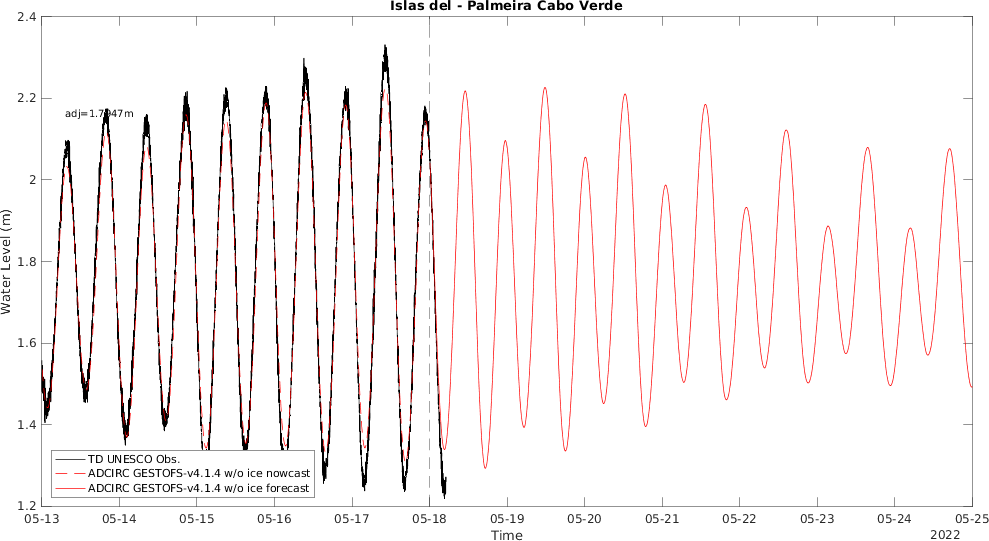 Islas del - Palmeira Cabo Verde
2.4
2.2
2
1.8
1.6
1.4
1.2
Water Level (m)
adj=1.7947m
TD UNESCO Obs.
ADCIRC GESTOFS-v4.1.4 w/o ice nowcast
ADCIRC GESTOFS-v4.1.4 w/o ice forecast
05-13 05-14 05-15 05-16 05-17 05-18 05-19 05-20 05-21 05-22 05-23 05-24 05-25
Time
2022